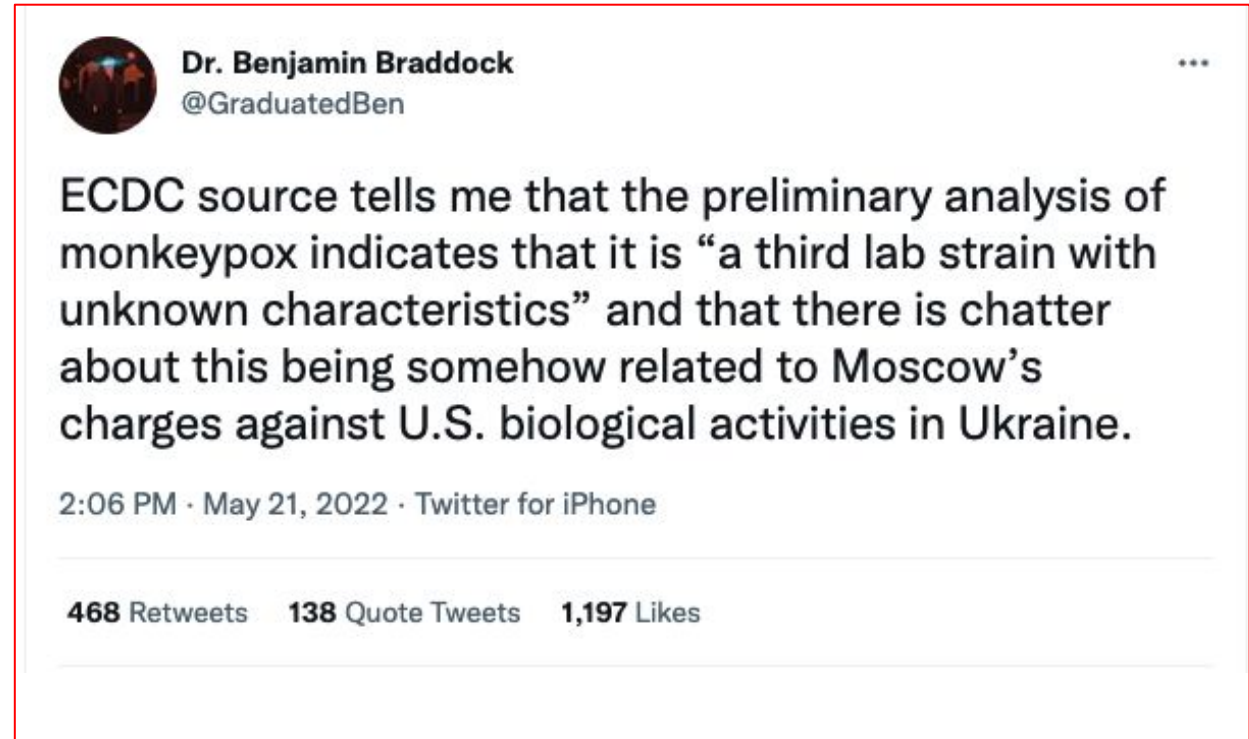 Dr. Benjamin Braddock
@GraduatedBen
ECDC source tells me that the preliminary analysis of
monkeypox indicates that it is “a third lab strain with
unknown characteristics” and that there is chatter
about this being somehow related to Moscow’s
charges against U.S. biological activities in Ukraine.
2:06 PM · May 21, 2022 · Twitter for iPhone
468 Retweets 138 Quote Tweets 1,197 Likes